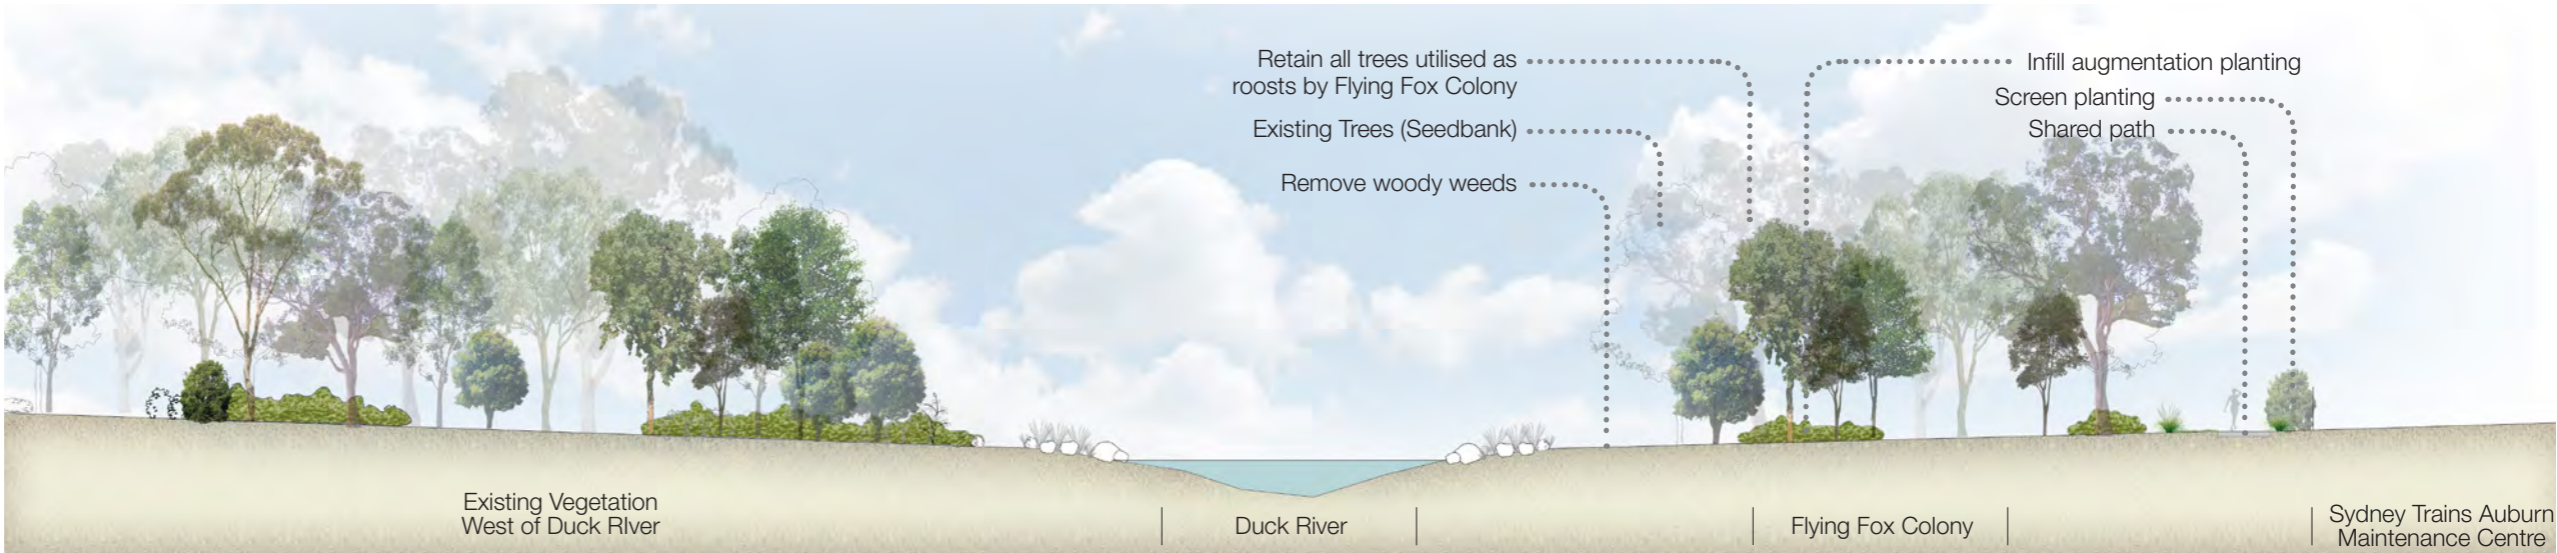 Retain all trees utilised as
roosts by Flying Fox Colony
Existing Trees (Seedbank)
Remove woody weeds
Infill augmentation planting
Screen planting
Shared path
Existing Vegetation
West of Duck RIver
Duck River
Flying Fox Colony
Sydney Trains Auburn
Maintenance Centre